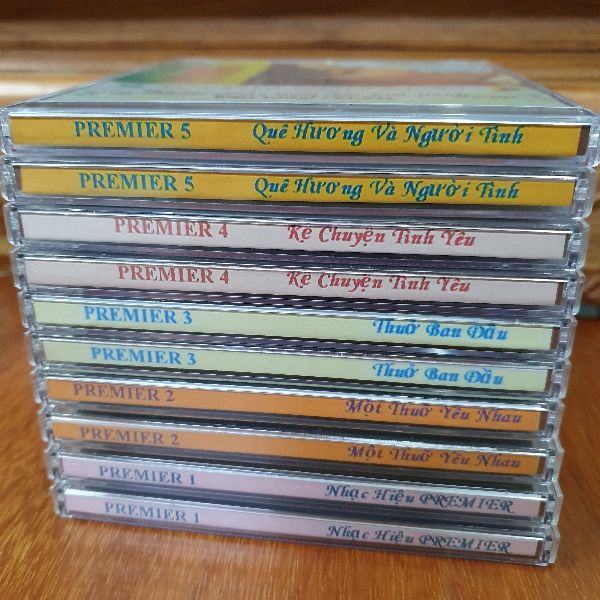 PREMIER 5 Quê Hương Và Người Tình
PREMIER 5 Quê Hương Và Người Tình
PREMIER 4 Kẻ Chuyện Tình Yêu
PREMIER 4 Kẻ Chuyện Tình Yêu
PREMIER 3 Thuở Ban Đầu
PREMIER 3 Thuở Ban Đầu
PREMIER 2 Một Thuở Yêu Nhau
PREMIER 2 Một Thuở Yêu Nhau
PREMIER 1 Nhạc Hiệu PREMIER
PREMIER 1 Nhạc Hiệu PREMIER